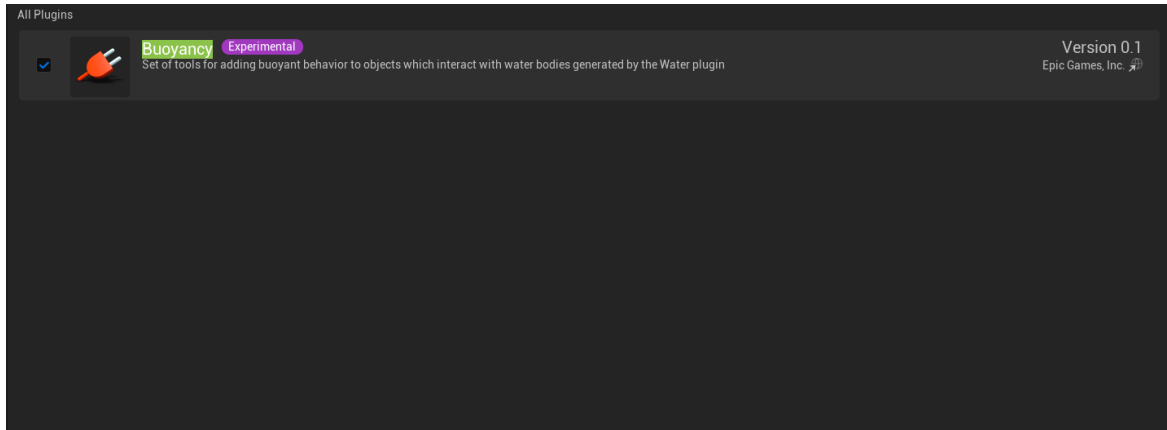 All Plugins
Buoyancy Experimental
Version 0.1
Set of tools for adding buoyant behavior to objects which interact with water bodies generated by the Water plugin
Epic Games, Inc.